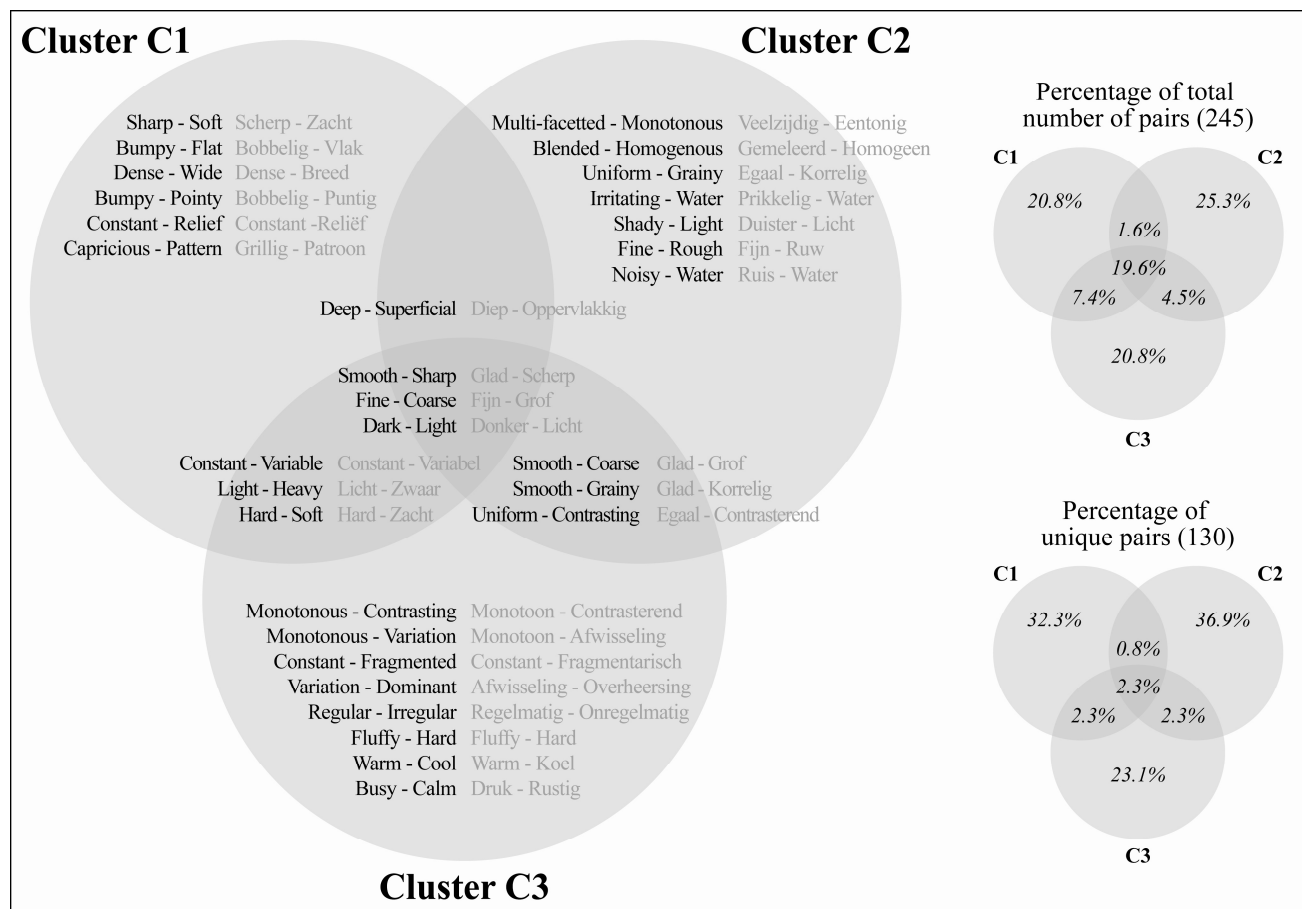 Cluster C1
Cluster C2
Sharp - Soft Scherp - Zacht
Bumpy - Flat Bobbelig - Vlak
Dense - Wide Dense - Breed
Bumpy - Pointy Bobbelig - Puntig
Constant - Relief Constant -Reliëf
Capricious - Pattern Grillig - Patroon
Multi-facetted - Monotonous Veelzijdig - Eentonig
Blended - Homogenous Gemeleerd - Homogeen
Uniform - Grainy Egaal - Korrelig
Irritating - Water Prikkelig - Water
Shady - Light Duister - Licht
Fine - Rough Fijn - Ruw
Noisy - Water Ruis - Water
Deep - Superficial Diep - Oppervlakkig
Smooth - Sharp Glad - Scherp
Fine - Coarse Fijn - Grof
Dark - Light Donker - Licht
Constant - Variable Constant - Variabel
Light - Heavy Licht - Zwaar
Hard - Soft Hard - Zacht
Smooth - Coarse Glad - Grof
Smooth - Grainy Glad - Korrelig
Uniform - Contrasting Egaal - Contrasterend
Monotonous - Contrasting Monotoon - Contrasterend
Monotonous - Variation Monotoon - Afwisseling
Constant - Fragmented Constant - Fragmentarisch
Variation - Dominant Afwisseling - Overheersing
Regular - Irregular Regelmatig - Onregelmatig
Fluffy - Hard Fluffy - Hard
Warm - Cool Warm - Koel
Busy - Calm Druk - Rustig
Cluster C3
Percentage of total
number of pairs (245)
C1
C2
20.8%
25.3%
1.6%
19.6%
7.4%
4.5%
20.8%
C3
Percentage of
unique pairs (130)
C1
C2
32.3%
36.9%
0.8%
2.3%
2.3%
2.3%
23.1%
C3